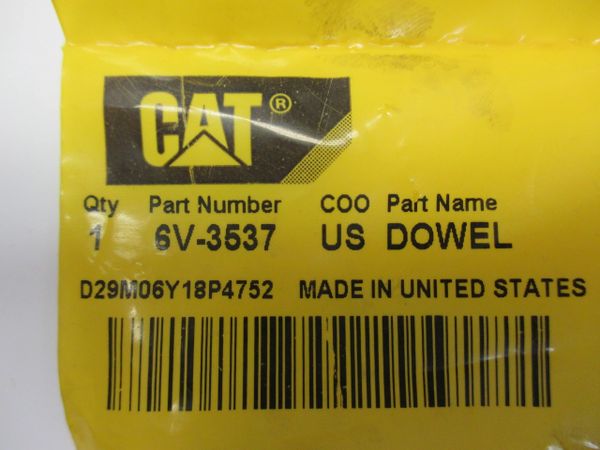 CAT®
Qty Part Number COO Part Name
1 6V-3537 US DOWEL
D29M06Y18P4752 MADE IN UNITED STATES